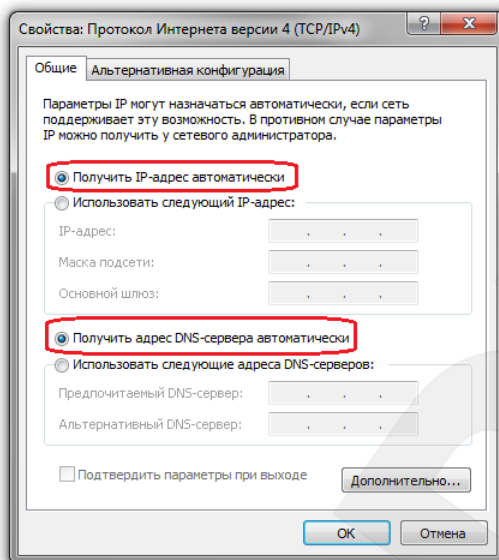 Свойства: Протокол Интернета версии 4 (TCP/IPv4)
Общие Альтернативная конфигурация
Параметры IP могут назначаться автоматически, если сеть
поддерживает эту возможность. В противном случае параметры
IP можно получить у сетевого администратора.
Получить IP-адрес автоматически
Использовать следующий IP-адрес:
IP-адрес:
Маска подсети:
Основной шлюз:
Получить адрес DNS-сервера автоматически
Использовать следующие адреса DNS-серверов:
Предпочитаемый DNS-сервер:
Альтернативный DNS-сервер:
Подтвердить параметры при выходе
Дополнительно...
ОК Отмена